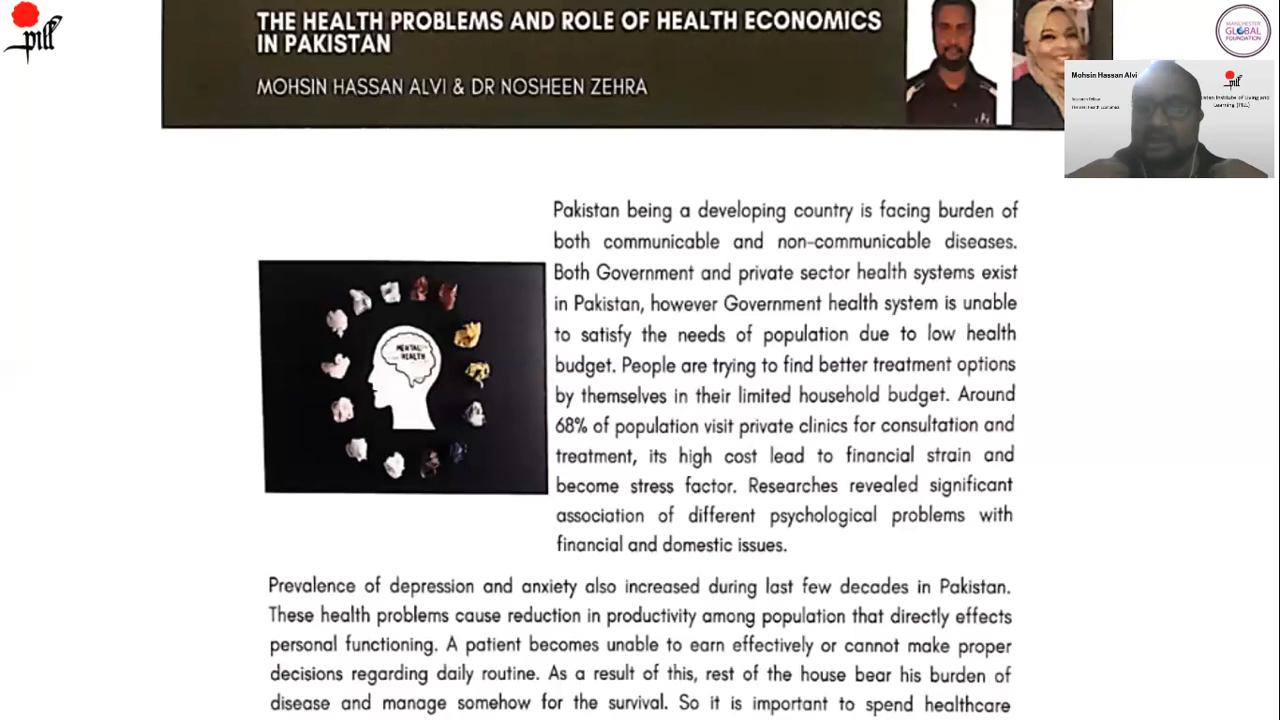 pill
THE HEALTH PROBLEMS AND ROLE OF HEALTH ECONOMICS
IN PAKISTAN
MOHSIN HASSAN ALVI & DR NOSHEEN ZEHRA
MANCHESTER
GLOBAL
FOUNDATION
Mohsin Hassan Alvi
pill
Institute of Living and
Learning (PILL)
MENTAL
HEALTH
Pakistan being a developing country is facing burden of
both communicable and non-communicable diseases.
Both Government and private sector health systems exist
in Pakistan, however Government health system is unable
to satisfy the needs of population due to low health
budget. People are trying to find better treatment options
by themselves in their limited household budget. Around
68% of population visit private clinics for consultation and
treatment, its high cost lead to financial strain and
become stress factor. Researches revealed significant
association of different psychological problems with
financial and domestic issues.
Prevalence of depression and anxiety also increased during last few decades in Pakistan.
These health problems cause reduction in productivity among population that directly effects
personal functioning. A patient becomes unable to earn effectively or cannot make proper
decisions regarding daily routine. As a result of this, rest of the house bear his burden of
disease and manage somehow for the survival. So it is important to spend healthcare